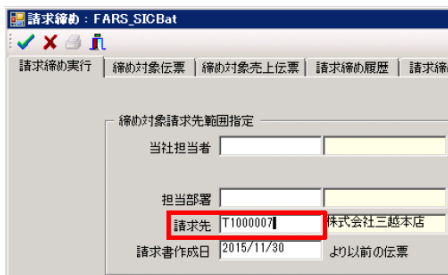 請求締め : FARS_SICBat
請求締め実行 締め対象伝票 締め対象売上伝票 請求締め履歴 請求締
締め対象請求先範囲指定
当社担当者
担当部署
請求先 T1000007 株式会社三越本店
請求書作成日 2015/11/30 より以前の伝票